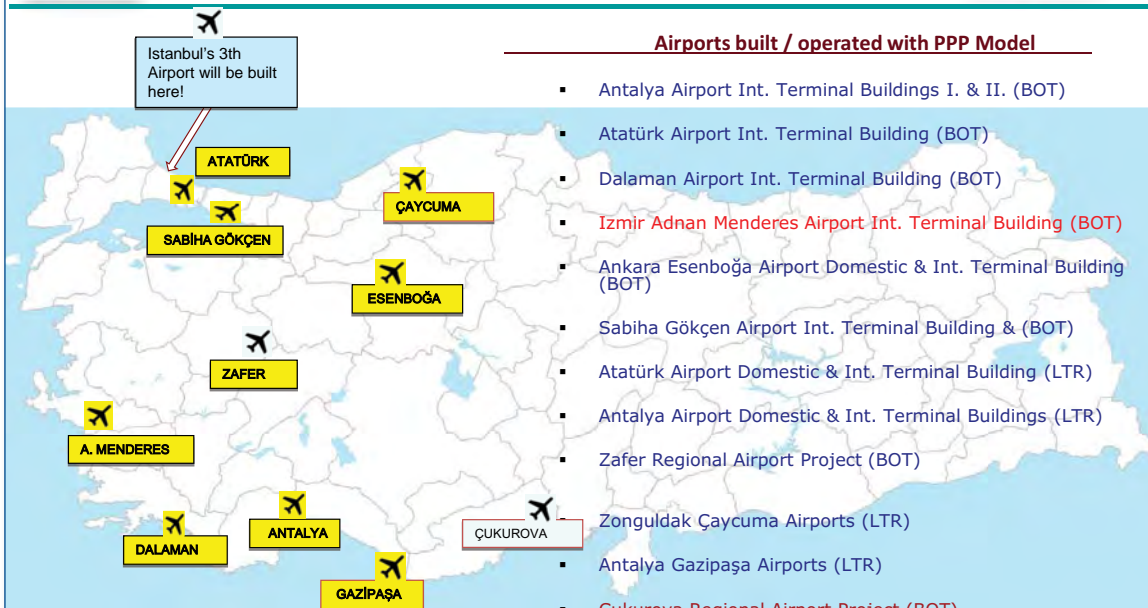 Istanbul's 3th
Airport will be built
here!
Airports built / operated with PPP Model
▪ Antalya Airport Int. Terminal Buildings I. & II. (BOT)
▪ Atatürk Airport Int. Terminal Building (BOT)
▪ Dalaman Airport Int. Terminal Building (BOT)
▪ Izmir Adnan Menderes Airport Int. Terminal Building (BOT)
▪ Ankara Esenboğa Airport Domestic & Int. Terminal Building
(BOT)
▪ Sabiha Gökçen Airport Int. Terminal Building & (BOT)
▪ Atatürk Airport Domestic & Int. Terminal Building (LTR)
▪ Antalya Airport Domestic & Int. Terminal Buildings (LTR)
▪ Zafer Regional Airport Project (BOT)
▪ Zonguldak Çaycuma Airports (LTR)
▪ Antalya Gazipaşa Airports (LTR)
▪ Çukurova Regional Airport Project (BOT)
ATATÜRK
SABİHA GÖKÇEN
ÇAYCUMA
ESENBOĞA
ZAFER
A. MENDERES
DALAMAN
ANTALYA
ÇUKUROVA
GAZİPAŞA